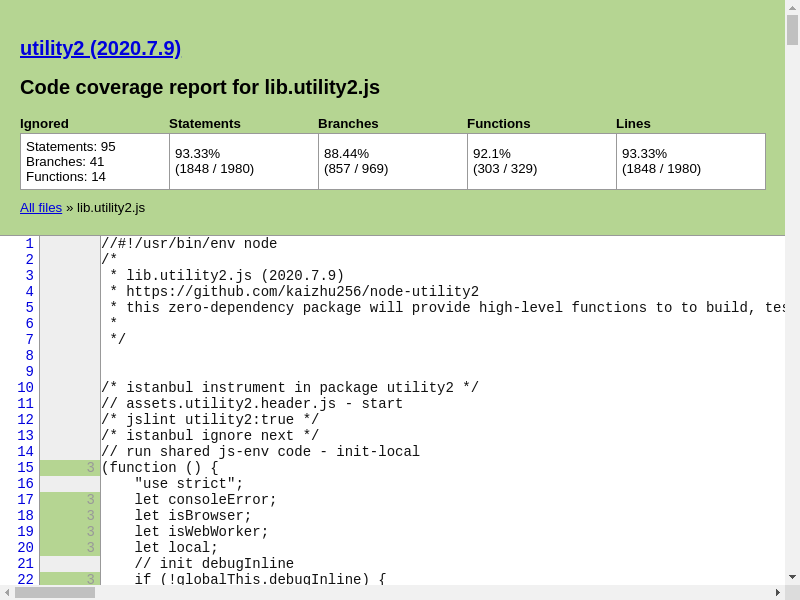 utility2 (2020.7.9)
Code coverage report for lib.utility2.js
Ignored Statements Branches Functions Lines
Statements: 95
Branches: 41
Functions: 14
93.33%
(1848 / 1980)
88.44%
(857 / 969)
92.1%
(303 / 329)
93.33%
(1848 / 1980)
All files » lib.utility2.js
1 //#!/usr/bin/env node
2 /*
3  * lib.utility2.js (2020.7.9)
4  * https://github.com/kaizhu256/node-utility2
5  * this zero-dependency package will provide high-level functions to to build, tes
6  *
7  */
8
9
10 /* istanbul instrument in package utility2 */
11 // assets.utility2.header.js - start
12 /* jslint utility2:true */
13 /* istanbul ignore next */
14 // run shared js-env code - init-local
15 3 (function () {
16     "use strict";
17 3     let consoleError;
18 3     let isBrowser;
19 3     let isWebWorker;
20 3     let local;
21     // init debugInline
22 3     if (!globalThis.debugInline) {